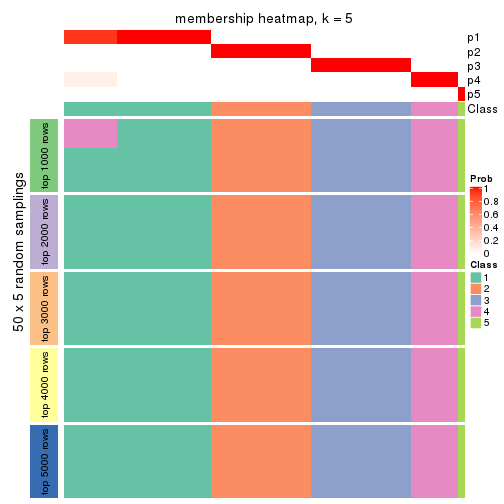 membership heatmap, k = 5
p1
p2
p3
p4
p5
Class
50 x 5 random samplings
top 1000 rows
top 2000 rows
top 3000 rows
top 4000 rows
top 5000 rows
Prob
1
0.8
0.6
0.4
0.2
0
Class
1
2
3
4
5